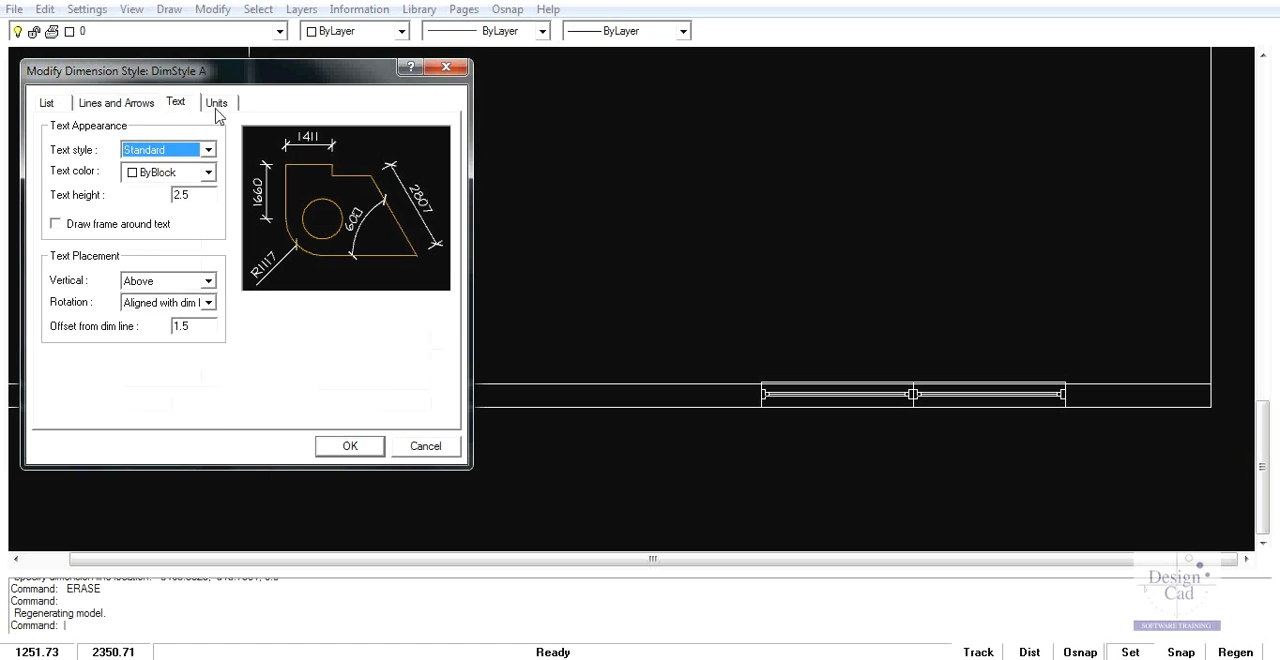 File Edit Settings View Draw Modify Select Layers Information Library Pages Osnap Help
0 ByLayer ByLayer ByLayer
Modify Dimension Style: DimStyle A
List Lines and Arrows Text Units
Text Appearance
Text style : Standard
Text color : ByBlock
Text height : 2.5
Draw frame around text
Text Placement
Vertical : Above
Rotation : Aligned with dim l
Offset from dim line : 1.5
1411
1660
2807
600
R1117
OK Cancel
Command: ERASE
Command:
Regenerating model.
Command:
Design
Cad
SOFTWARE TRAINING
1251.73 2350.71 Ready Track Dist Osnap Set Snap Regen